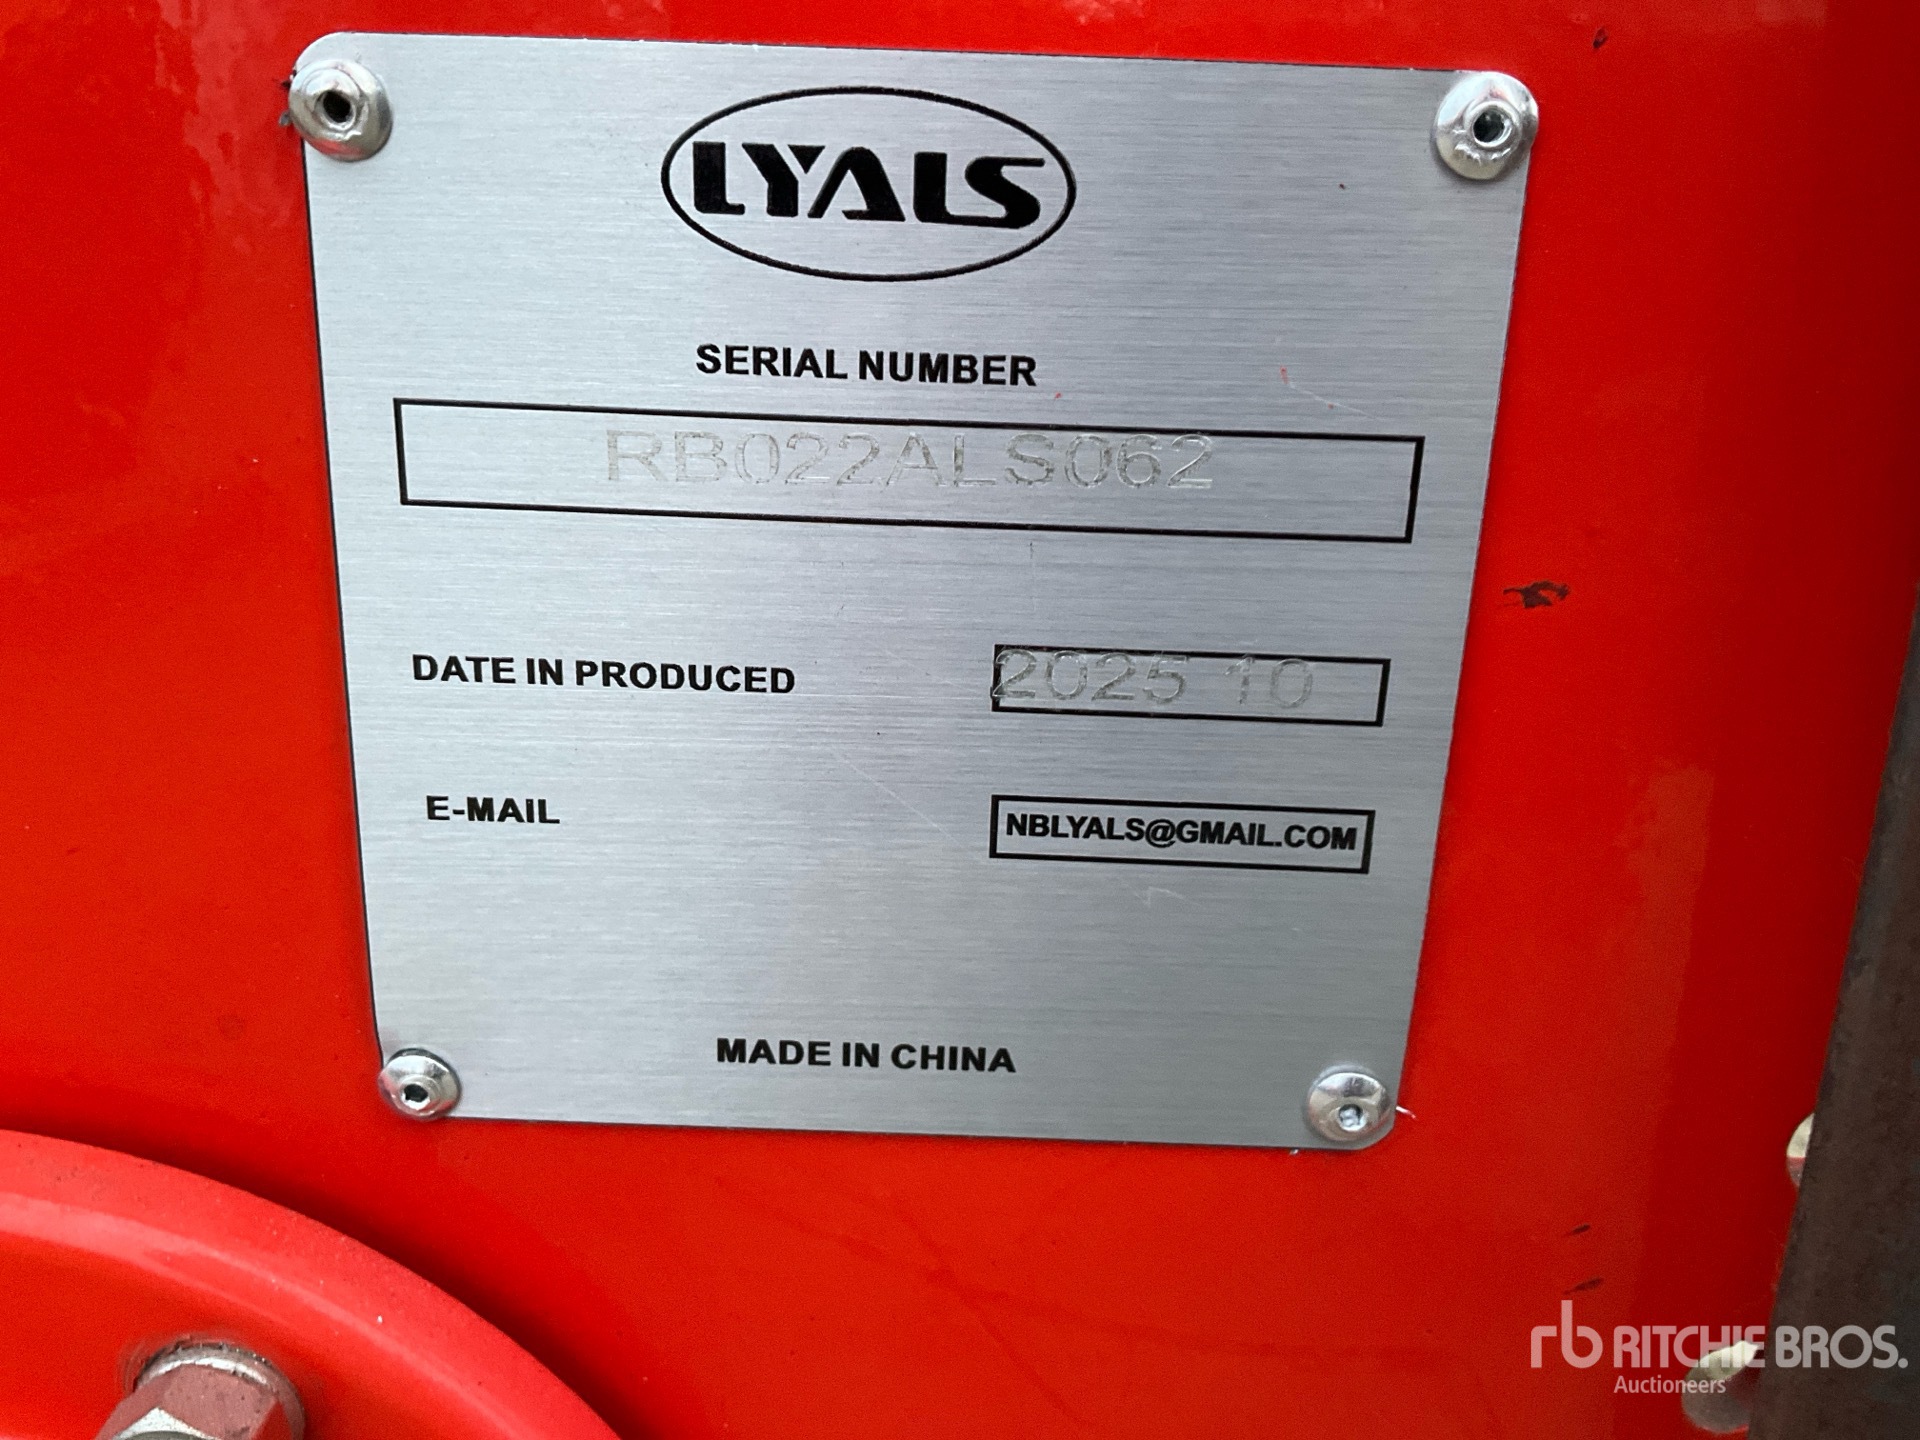 LYALS
SERIAL NUMBER
RB022ALS062
DATE IN PRODUCED 2025 10
E-MAIL NBLYALS@GMAIL.COM
MADE IN CHINA
rb RITCHIE BROS.
Auctioneers